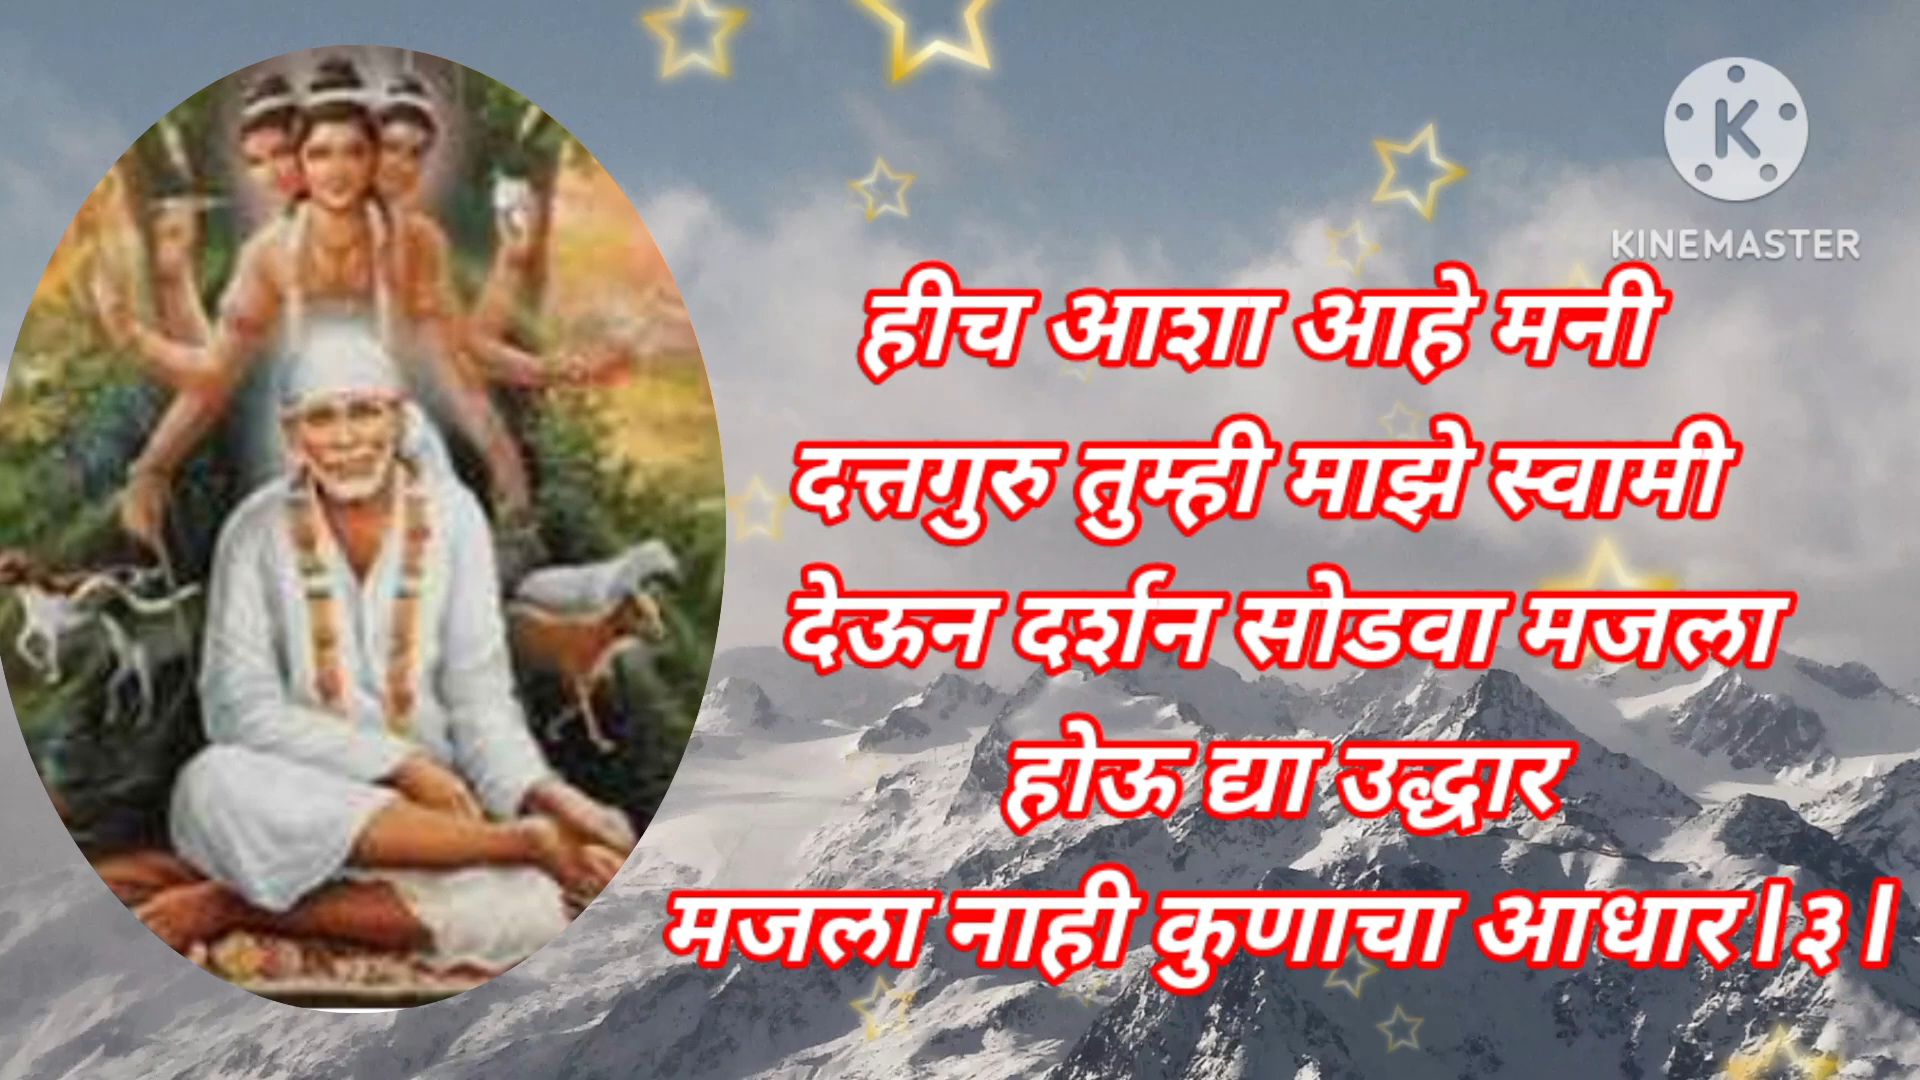 KINEMASTER
हीच आशा आहे मनी
दत्तगुरु तुम्ही माझे स्वामी
देऊन दर्शन सोडवा मजला
होऊ द्या उद्धार
मजला नाही कुणाचा आधार।३।